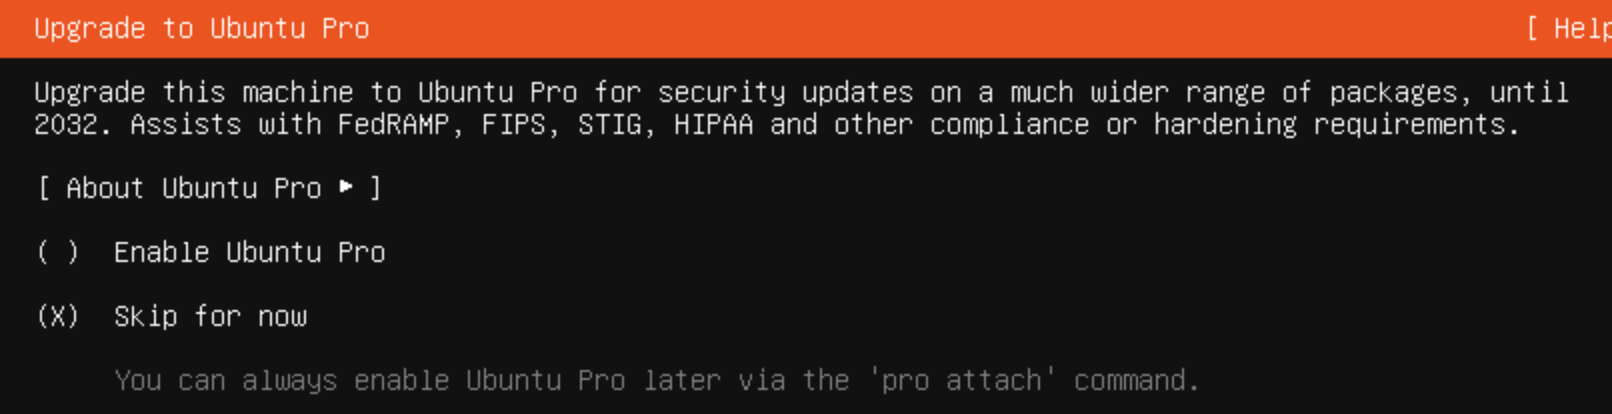 Upgrade to Ubuntu Pro [ Help
Upgrade this machine to Ubuntu Pro for security updates on a much wider range of packages, until
2032. Assists with FedRAMP, FIPS, STIG, HIPAA and other compliance or hardening requirements.
[ About Ubuntu Pro ▸ ]
( ) Enable Ubuntu Pro
(X) Skip for now
You can always enable Ubuntu Pro later via the 'pro attach' command.